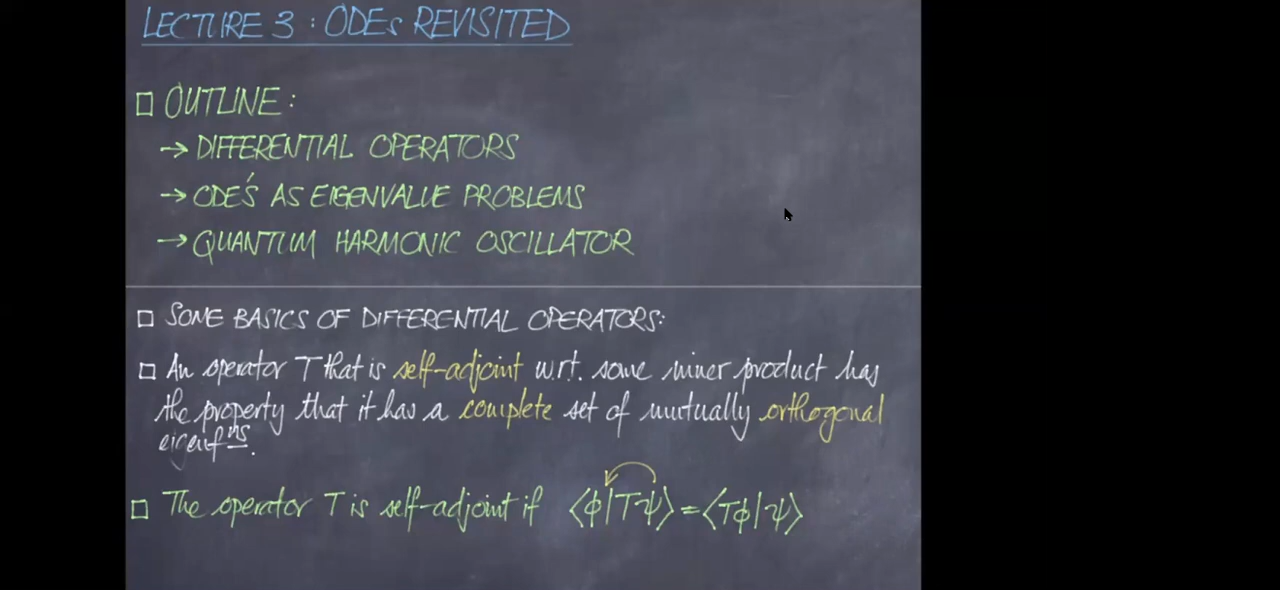 LECTURE 3 : ODEs REVISITED
□ OUTLINE :
→ DIFFERENTIAL OPERATORS
→ ODE'S AS EIGENVALUE PROBLEMS
→ QUANTUM HARMONIC OSCILLATOR
□ SOME BASICS OF DIFFERENTIAL OPERATORS:
□ An operator T that is self-adjoint w.r.t. some inner product has
the property that it has a complete set of mutually orthogonal
eigenfns.
□ The operator T is self-adjoint if ⟨ϕ|Tψ⟩=⟨Tϕ|ψ⟩